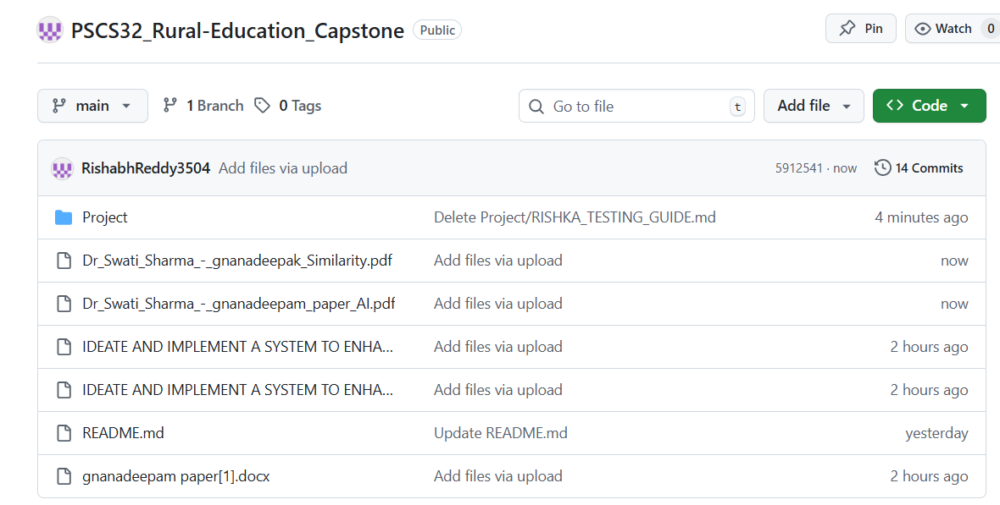 PSCS32_Rural-Education_Capstone Public Pin Watch 0
main 1 Branch 0 Tags Go to file t Add file Code
RishabhReddy3504 Add files via upload 5912541 · now 14 Commits
Project Delete Project/RISHKA_TESTING_GUIDE.md 4 minutes ago
Dr_Swati_Sharma_-_gnanadeepak_Similarity.pdf Add files via upload now
Dr_Swati_Sharma_-_gnanadeepam_paper_AI.pdf Add files via upload now
IDEATE AND IMPLEMENT A SYSTEM TO ENHA... Add files via upload 2 hours ago
IDEATE AND IMPLEMENT A SYSTEM TO ENHA... Add files via upload 2 hours ago
README.md Update README.md yesterday
gnanadeepam paper[1].docx Add files via upload 2 hours ago